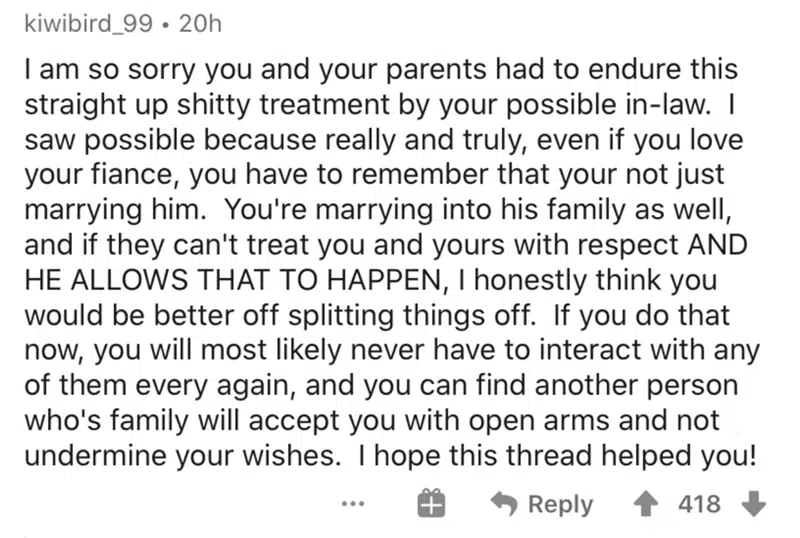 kiwibird_99 • 20h
I am so sorry you and your parents had to endure this
straight up shitty treatment by your possible in-law.  I
saw possible because really and truly, even if you love
your fiance, you have to remember that your not just
marrying him.  You're marrying into his family as well,
and if they can't treat you and yours with respect AND
HE ALLOWS THAT TO HAPPEN, I honestly think you
would be better off splitting things off.  If you do that
now, you will most likely never have to interact with any
of them every again, and you can find another person
who's family will accept you with open arms and not
undermine your wishes.  I hope this thread helped you!
... Reply 418